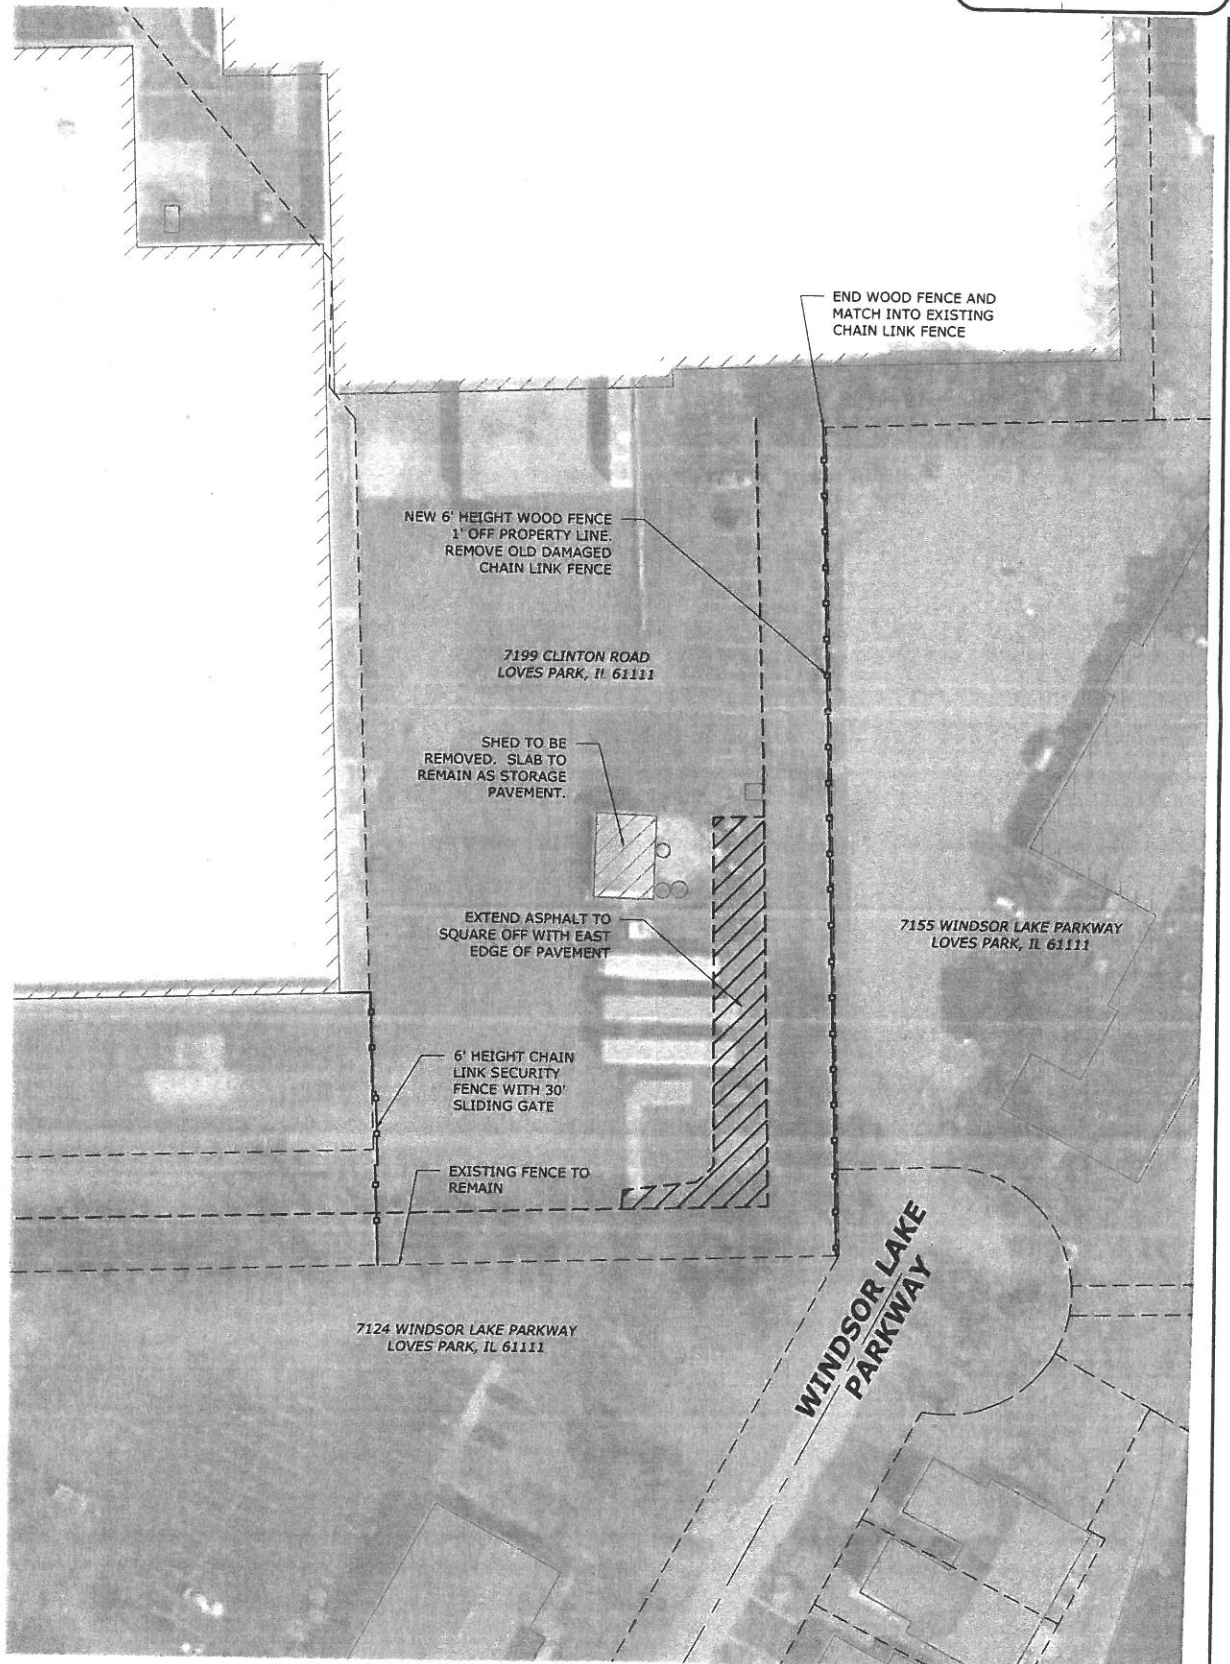 END WOOD FENCE AND
MATCH INTO EXISTING
CHAIN LINK FENCE
NEW 6' HEIGHT WOOD FENCE
1' OFF PROPERTY LINE.
REMOVE OLD DAMAGED
CHAIN LINK FENCE
7199 CLINTON ROAD
LOVES PARK, IL 61111
SHED TO BE
REMOVED. SLAB TO
REMAIN AS STORAGE
PAVEMENT.
EXTEND ASPHALT TO
SQUARE OFF WITH EAST
EDGE OF PAVEMENT
7155 WINDSOR LAKE PARKWAY
LOVES PARK, IL 61111
6' HEIGHT CHAIN
LINK SECURITY
FENCE WITH 30'
SLIDING GATE
EXISTING FENCE TO
REMAIN
WINDSOR LAKE
PARKWAY
7124 WINDSOR LAKE PARKWAY
LOVES PARK, IL 61111